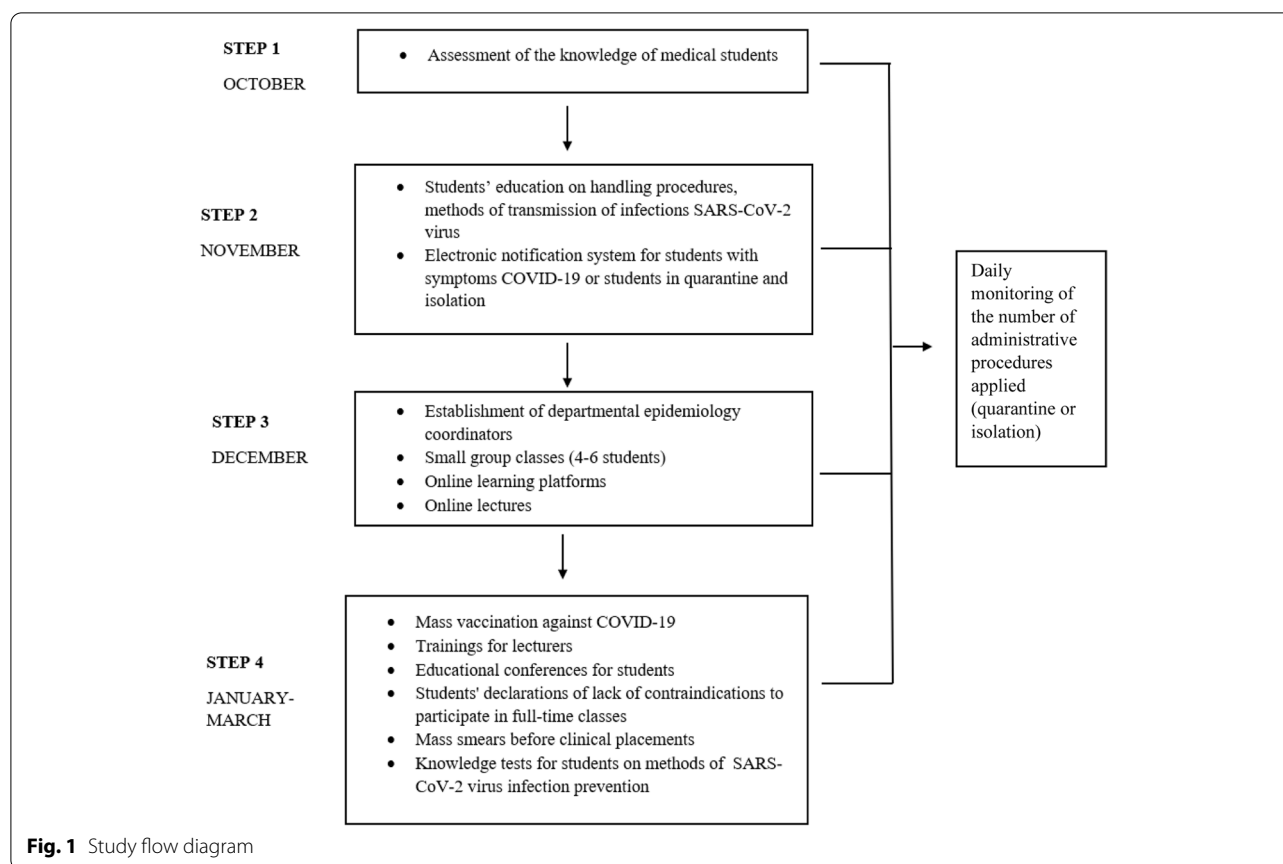 STEP 1
OCTOBER
• Assessment of the knowledge of medical students
STEP 2
NOVEMBER
• Students’ education on handling procedures,
methods of transmission of infections SARS-CoV-2
virus
• Electronic notification system for students with
symptoms COVID-19 or students in quarantine and
isolation
STEP 3
DECEMBER
• Establishment of departmental epidemiology
coordinators
• Small group classes (4-6 students)
• Online learning platforms
• Online lectures
STEP 4
JANUARY-
MARCH
• Mass vaccination against COVID-19
• Trainings for lecturers
• Educational conferences for students
• Students' declarations of lack of contraindications to
participate in full-time classes
• Mass smears before clinical placements
• Knowledge tests for students on methods of SARS-
CoV-2 virus infection prevention
Daily
monitoring of
the number of
administrative
procedures
applied
(quarantine or
isolation)
Fig. 1 Study flow diagram